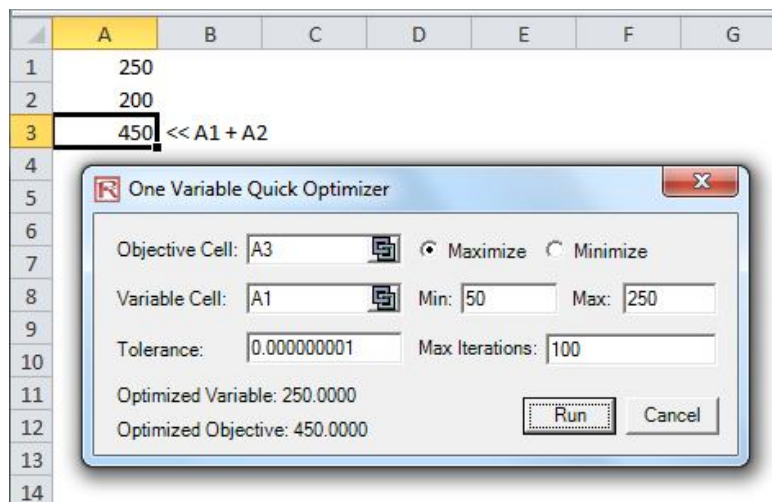 A B C D E F G
1 250
2 200
3 450 << A1 + A2
4
5
6
7
8
9
10
11
12
13
14
R One Variable Quick Optimizer X
Objective Cell: A3 Maximize Minimize
Variable Cell: A1 Min: 50 Max: 250
Tolerance: 0.000000001 Max Iterations: 100
Optimized Variable: 250.0000
Optimized Objective: 450.0000
Run Cancel